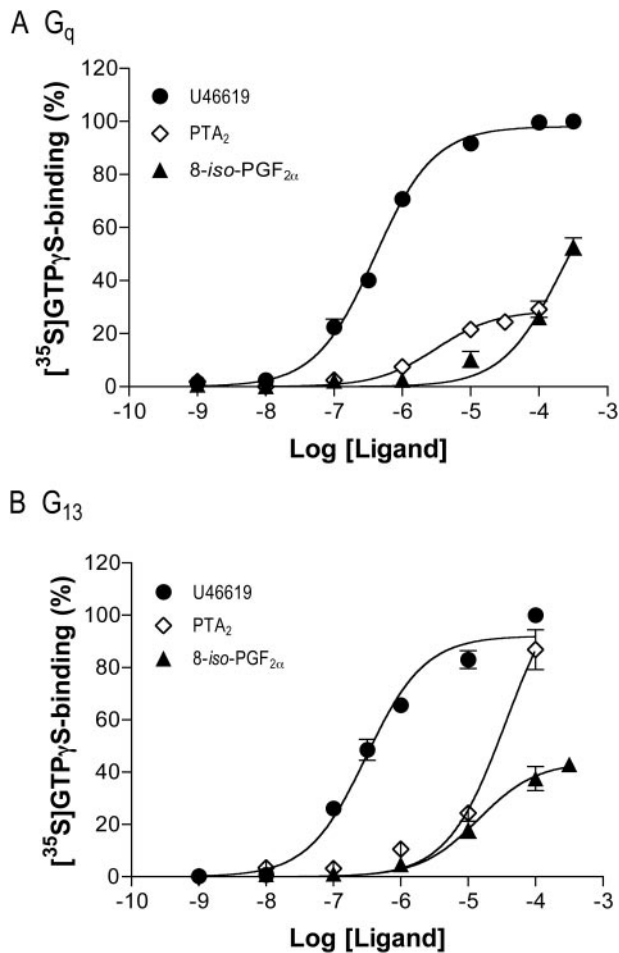 A G_q
120
100
80
60
40
20
0
[³⁵S]GTPγS-binding (%)
U46619
PTA₂
8-iso-PGF₂α
-10 -9 -8 -7 -6 -5 -4 -3
Log [Ligand]
B G₁₃
120
100
80
60
40
20
0
[³⁵S]GTPγS-binding (%)
U46619
PTA₂
8-iso-PGF₂α
-10 -9 -8 -7 -6 -5 -4 -3
Log [Ligand]